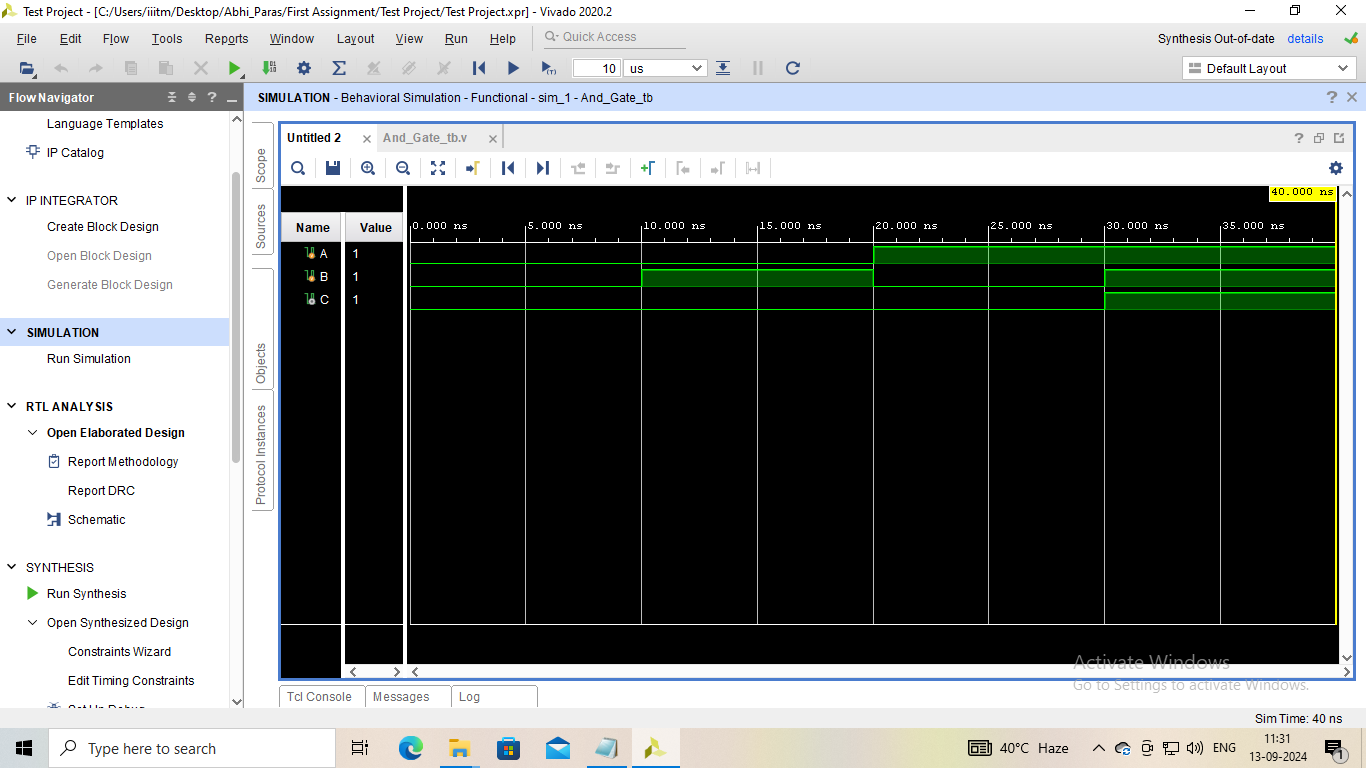 Test Project - [C:/Users/iiitm/Desktop/Abhi_Paras/First Assignment/Test Project/Test Project.xpr] - Vivado 2020.2
File Edit Flow Tools Reports Window Layout View Run Help Quick Access
Synthesis Out-of-date details
10 us Default Layout
Flow Navigator
SIMULATION - Behavioral Simulation - Functional - sim_1 - And_Gate_tb
Language Templates
IP Catalog
IP INTEGRATOR
Create Block Design
Open Block Design
Generate Block Design
SIMULATION
Run Simulation
RTL ANALYSIS
Open Elaborated Design
Report Methodology
Report DRC
Schematic
SYNTHESIS
Run Synthesis
Open Synthesized Design
Constraints Wizard
Edit Timing Constraints
Scope
Sources
Objects
Protocol Instances
Untitled 2
And_Gate_tb.v
40.000 ns
Name Value
0.000 ns 5.000 ns 10.000 ns 15.000 ns 20.000 ns 25.000 ns 30.000 ns 35.000 ns
A 1
B 1
C 1
Activate Windows
Go to Settings to activate Windows.
Tcl Console Messages Log
Sim Time: 40 ns
Type here to search
40°C Haze
ENG
11:31
13-09-2024
1